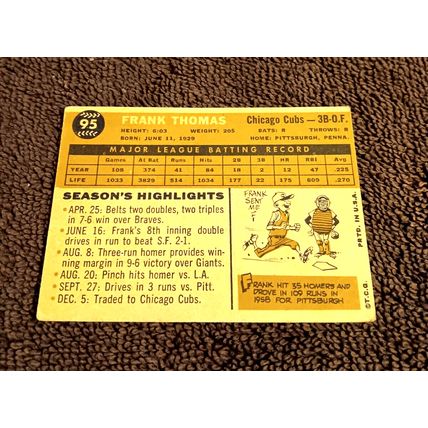 95
FRANK THOMAS
Chicago Cubs—3B-O.F.
HEIGHT: 6:03 WEIGHT: 205 BATS: R THROWS: R
BORN: JUNE 11, 1929 HOME: PITTSBURGH, PENNA.
MAJOR LEAGUE BATTING RECORD
Games At Bat Runs Hits 2B 3B HR RBI Avg.
YEAR 108 374 41 84 18 2 12 47 .225
LIFE 1033 3829 514 1034 177 22 175 609 .270
SEASON'S HIGHLIGHTS
• APR. 25: Belts two doubles, two triples
in 7-6 win over Braves.
• JUNE 16: Frank's 8th inning double
drives in run to beat S.F. 2-1.
• AUG. 8: Three-run homer provides win-
ning margin in 9-6 victory over Giants.
• AUG. 20: Pinch hits homer vs. L.A.
• SEPT. 27: Drives in 3 runs vs. Pitt.
• DEC. 5: Traded to Chicago Cubs.
FRANK
SENT
ME
!
FRANK HIT 35 HOMERS AND
DROVE IN 109 RUNS IN
1958 FOR PITTSBURGH
©T.C.G. PRTD. IN U.S.A.